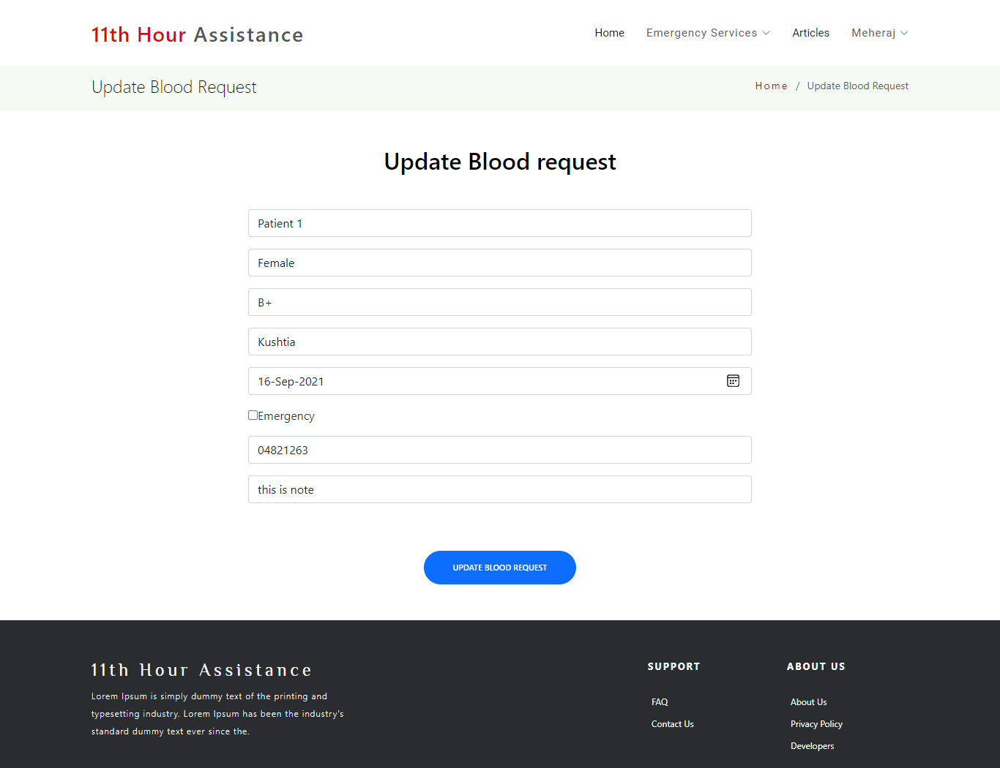 11th Hour Assistance
Home Emergency Services Articles Meheraj
Update Blood Request
Home / Update Blood Request
Update Blood request
Patient 1
Female
B+
Kushtia
16-Sep-2021
Emergency
04821263
this is note
UPDATE BLOOD REQUEST
11th Hour Assistance
Lorem Ipsum is simply dummy text of the printing and
typesetting industry. Lorem Ipsum has been the industry's
standard dummy text ever since the.
SUPPORT
FAQ
Contact Us
ABOUT US
About Us
Privacy Policy
Developers